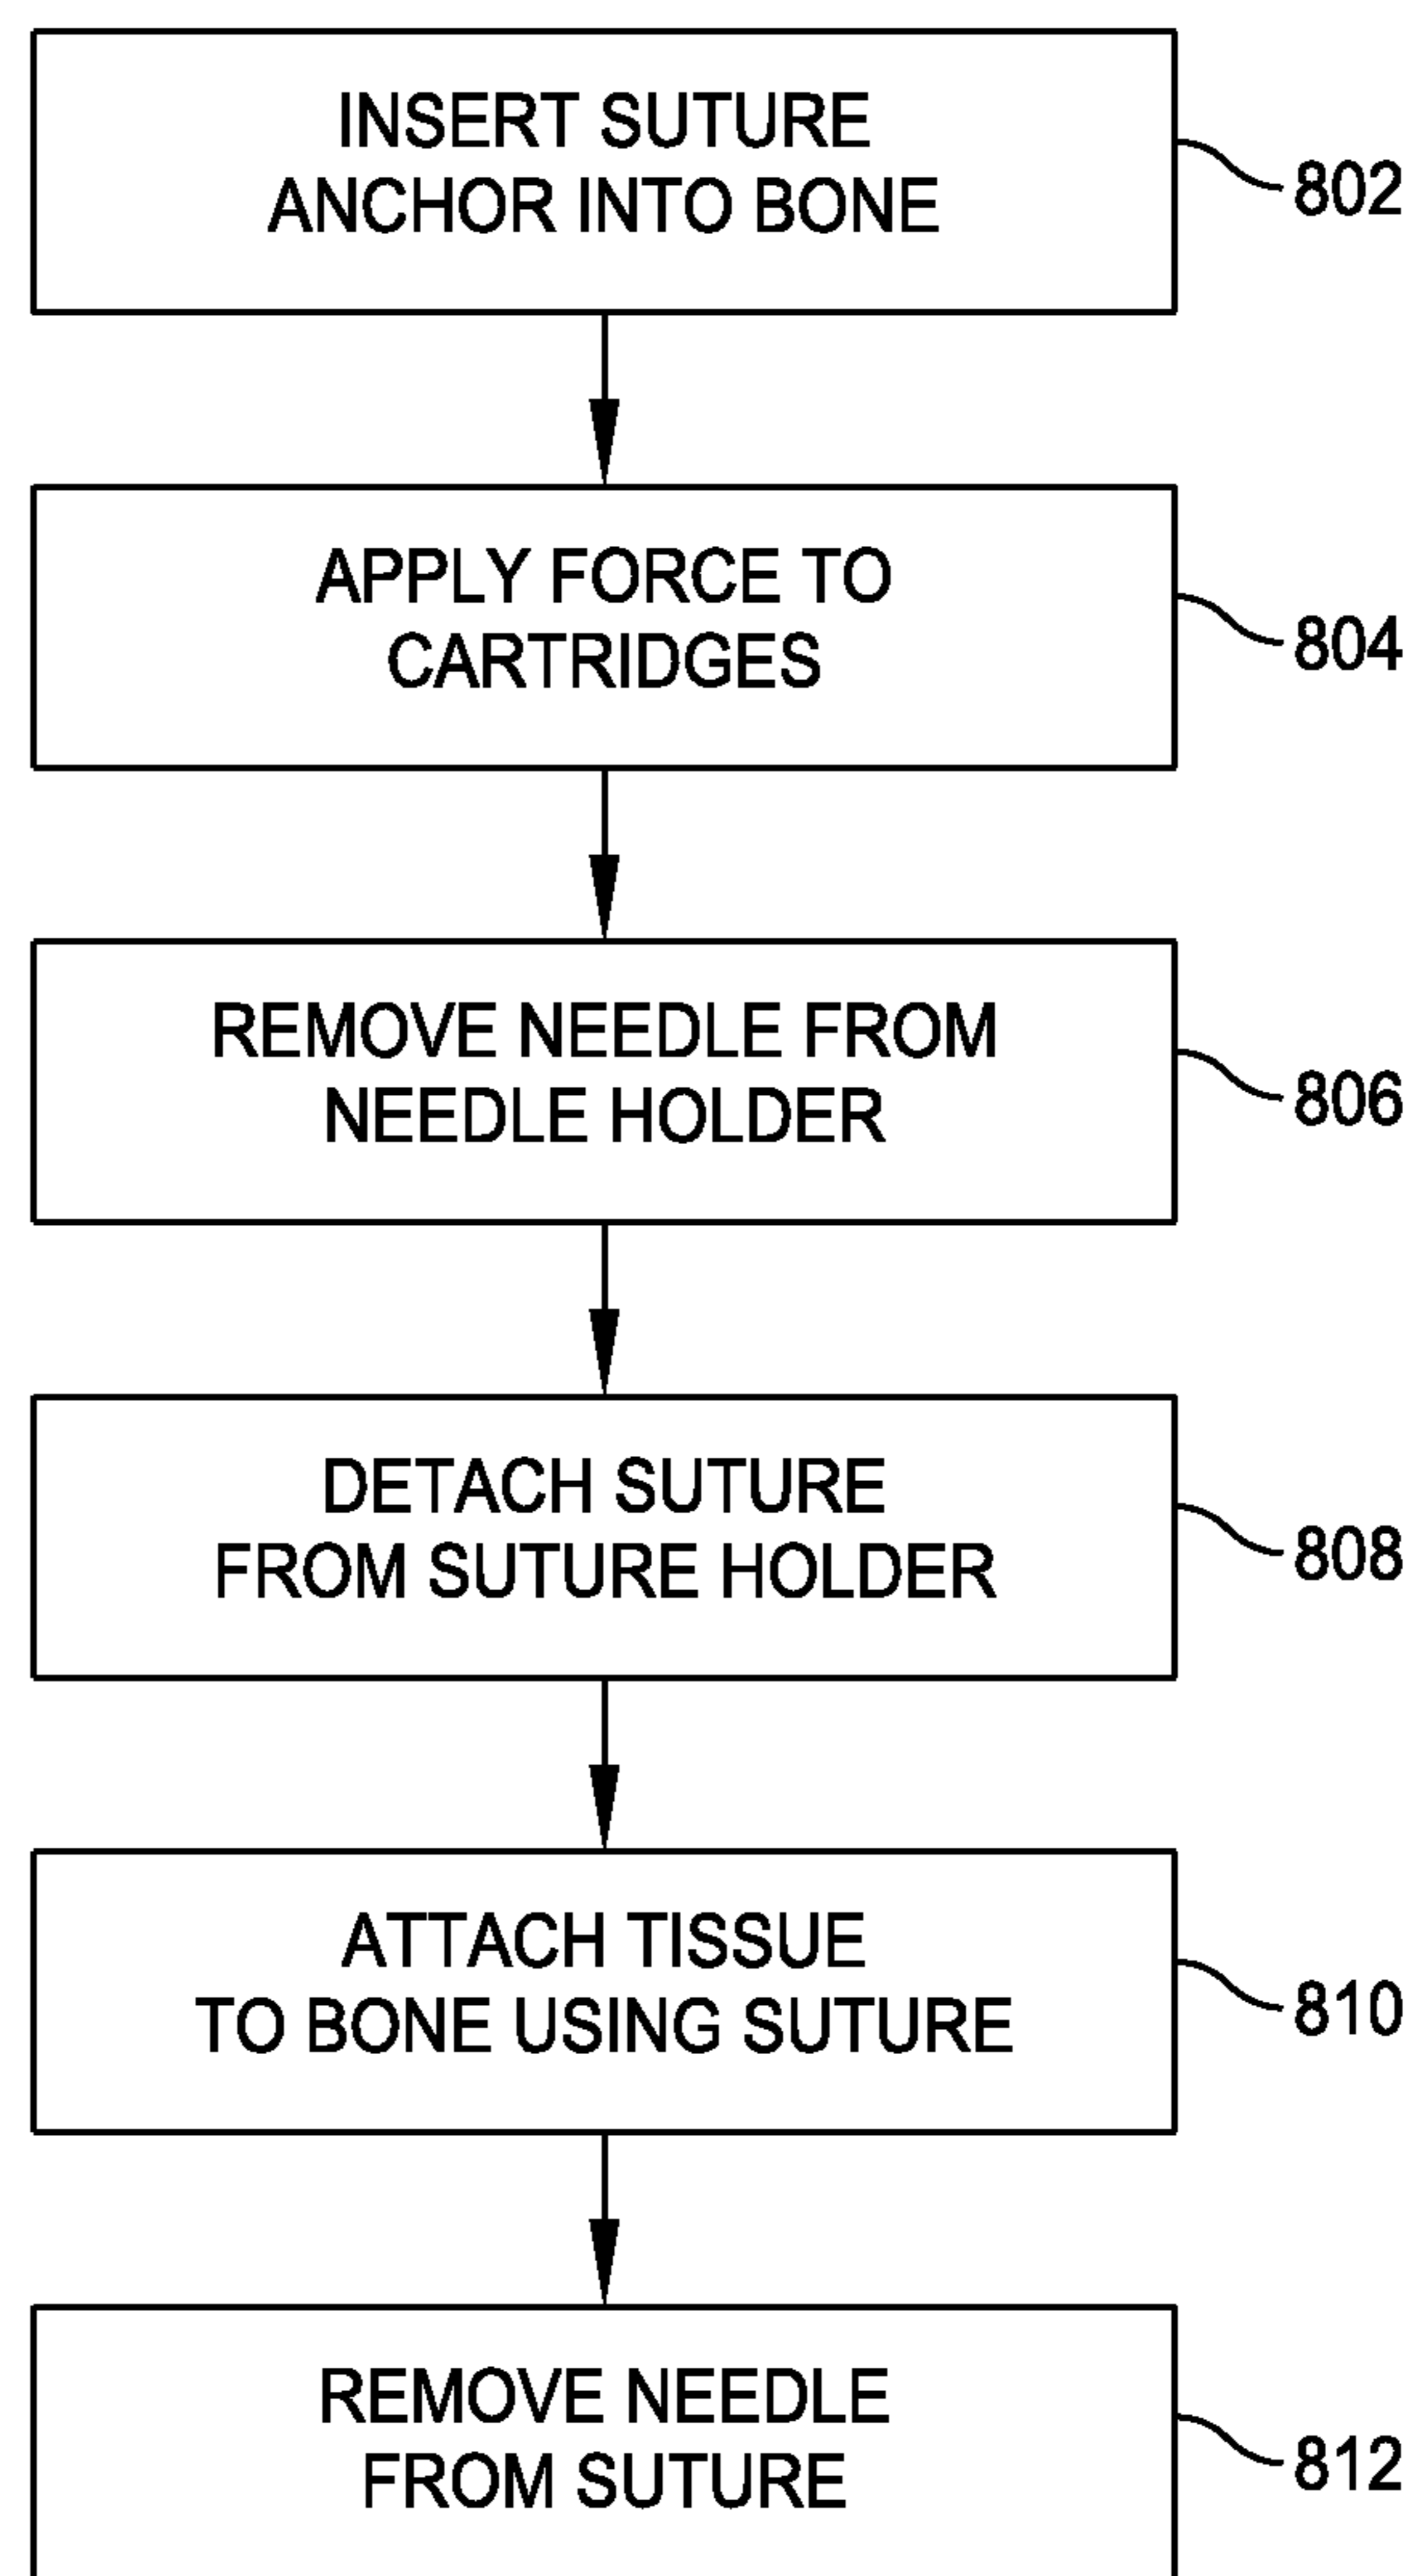 INSERT SUTURE
ANCHOR INTO BONE
802
APPLY FORCE TO
CARTRIDGES
804
REMOVE NEEDLE FROM
NEEDLE HOLDER
806
DETACH SUTURE
FROM SUTURE HOLDER
808
ATTACH TISSUE
TO BONE USING SUTURE
810
REMOVE NEEDLE
FROM SUTURE
812